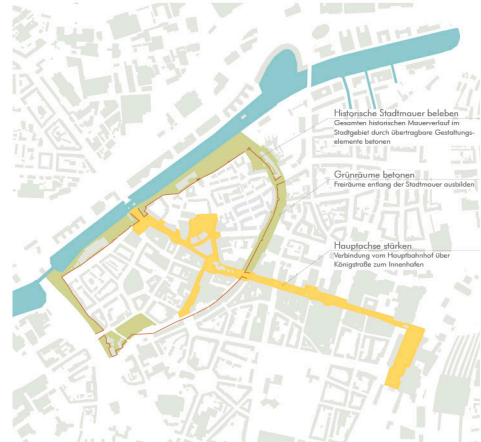 Historische Stadtmauer beleben
Gesamten historischen Mauerverlauf im
Stadtgebiet durch übertragbare Gestaltungs-
elemente betonen
Grünräume betonen
Freiräume entlang der Stadtmauer ausbilden
Hauptachse stärken
Verbindung vom Hauptbahnhof über
Königstraße zum Innenhafen